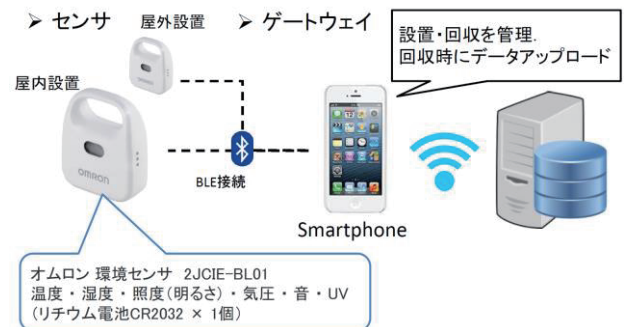 ➢ センサ
屋外設置
➢ ゲートウェイ
設置・回収を管理.
回収時にデータアップロード
屋内設置
OMRON
BLE接続
Smartphone
オムロン 環境センサ 2JCIE-BL01
温度・湿度・照度(明るさ)・気圧・音・UV
(リチウム電池CR2032 × 1個)